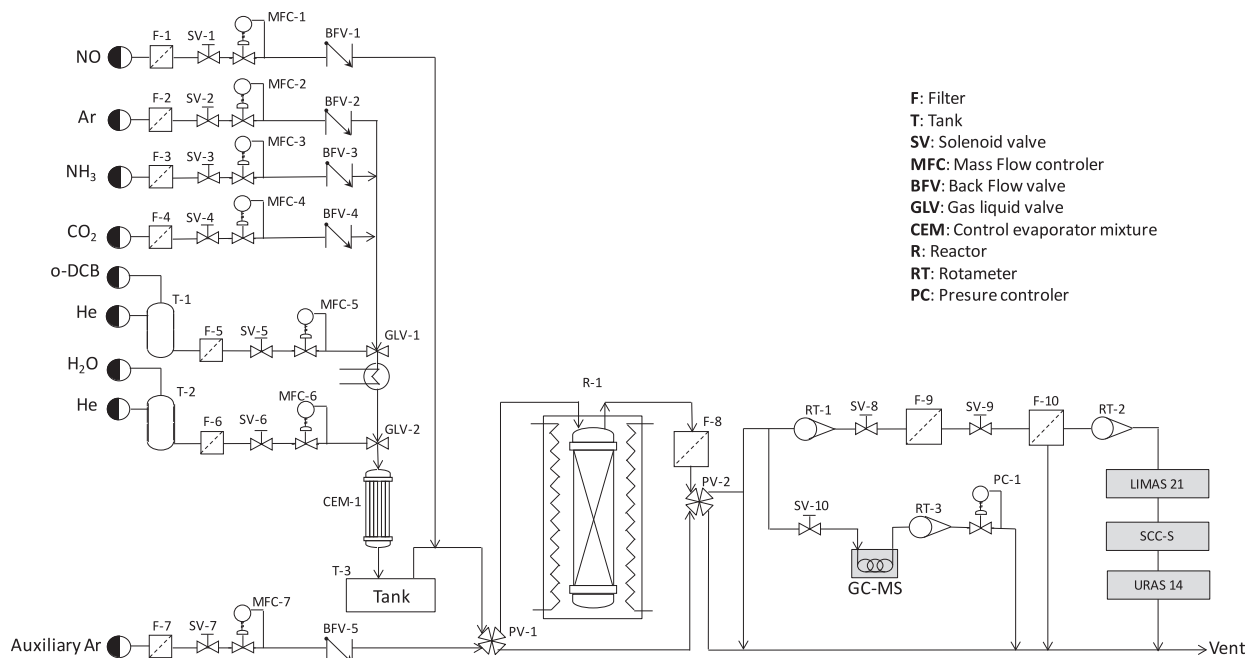 NO
F-1
SV-1
MFC-1
BFV-1
Ar
F-2
SV-2
MFC-2
BFV-2
NH3
F-3
SV-3
MFC-3
BFV-3
CO2
F-4
SV-4
MFC-4
BFV-4
o-DCB
He
T-1
F-5
SV-5
MFC-5
GLV-1
H2O
He
T-2
F-6
SV-6
MFC-6
GLV-2
CEM-1
T-3
Tank
Auxiliary Ar
F-7
SV-7
MFC-7
BFV-5
PV-1
R-1
F-8
PV-2
RT-1
SV-8
F-9
SV-9
F-10
RT-2
SV-10
GC-MS
RT-3
PC-1
LIMAS 21
SCC-S
URAS 14
Vent
F: Filter
T: Tank
SV: Solenoid valve
MFC: Mass Flow controler
BFV: Back Flow valve
GLV: Gas liquid valve
CEM: Control evaporator mixture
R: Reactor
RT: Rotameter
PC: Presure controler